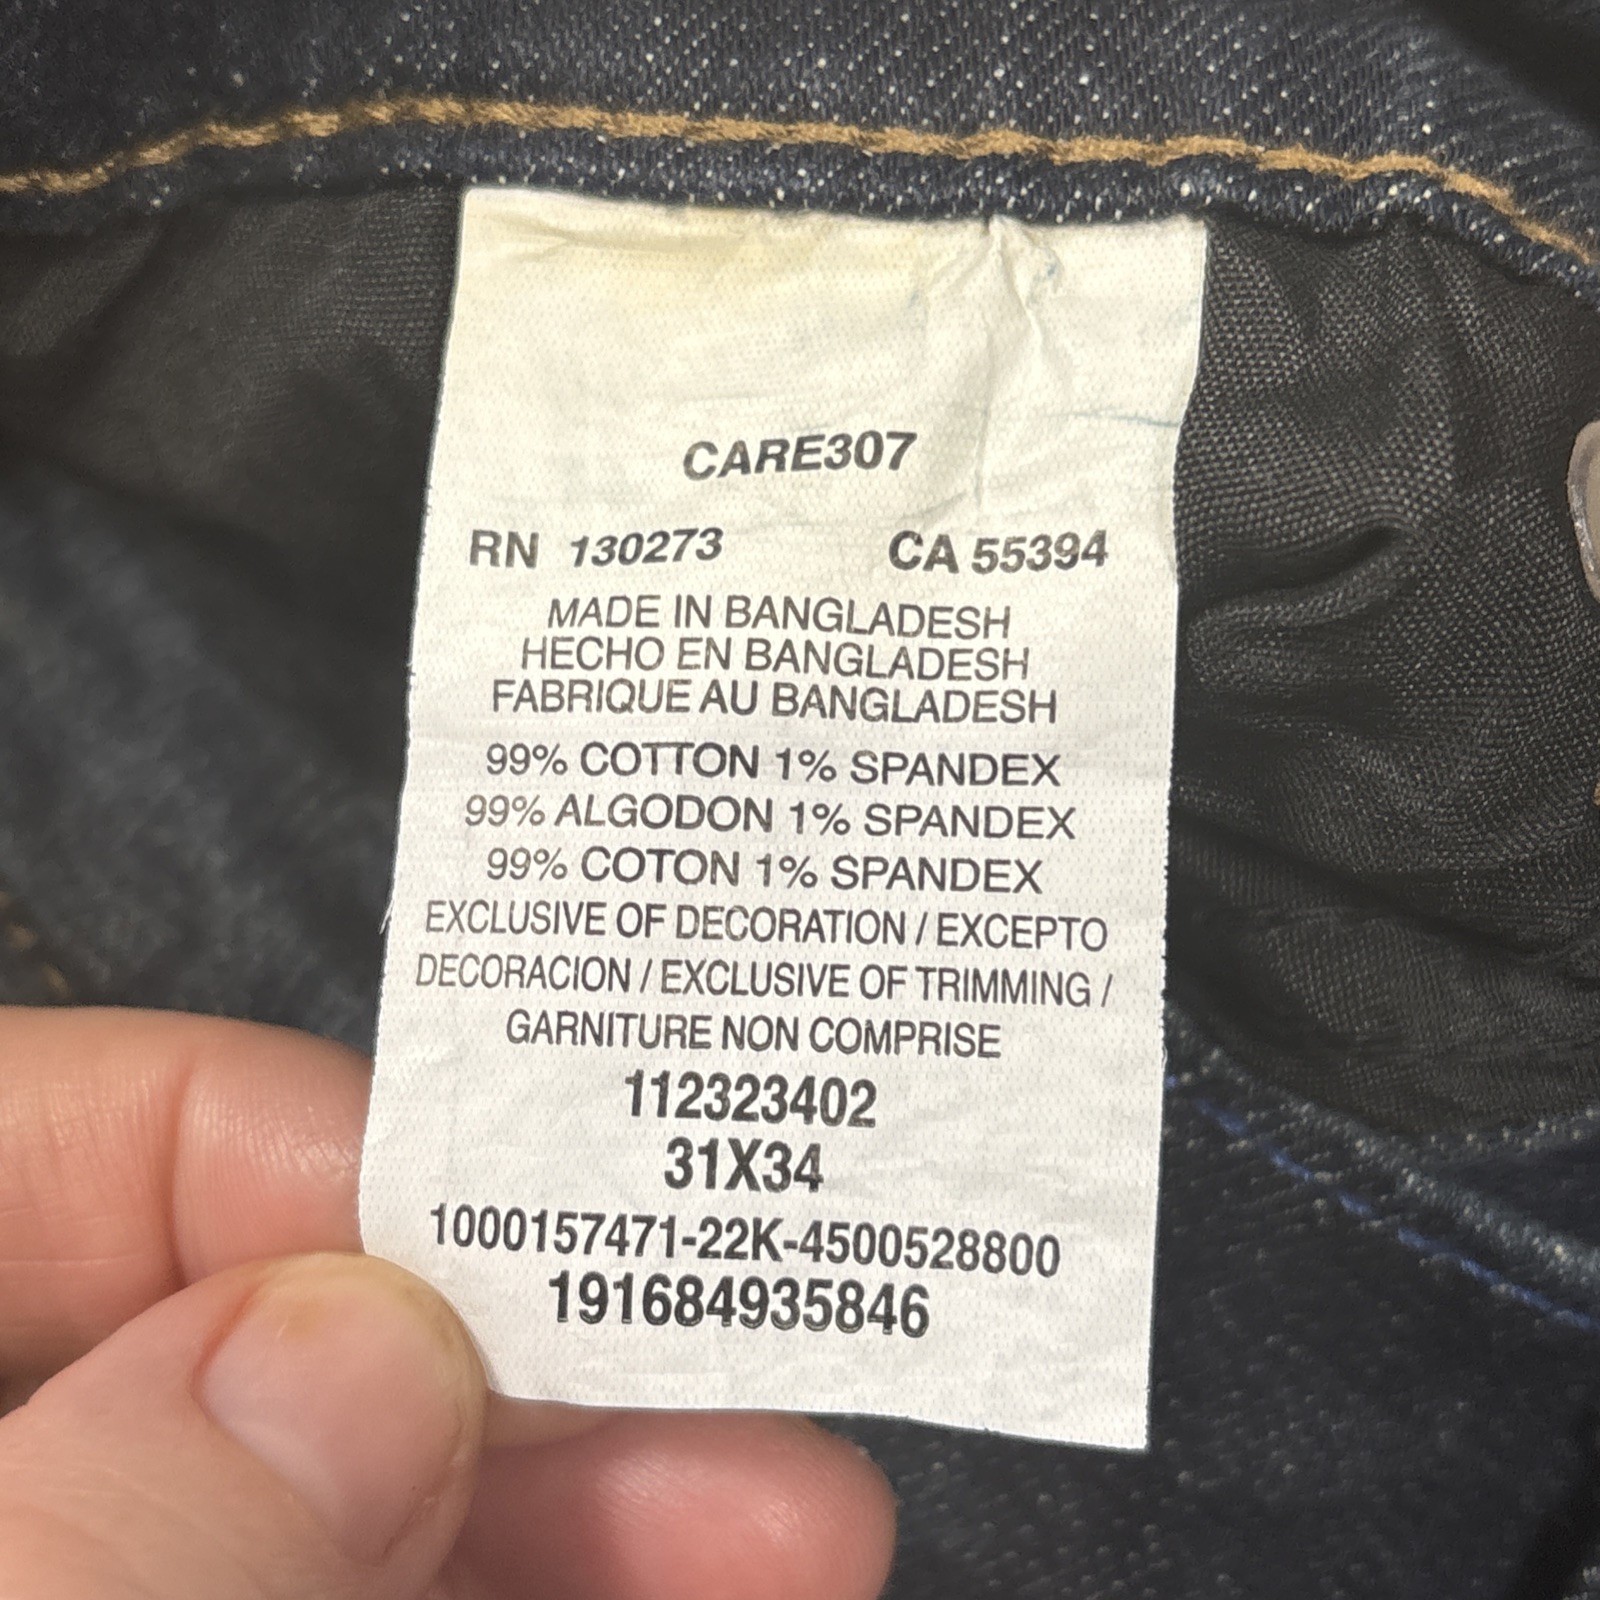 CARE307
RN 130273 CA 55394
MADE IN BANGLADESH
HECHO EN BANGLADESH
FABRIQUE AU BANGLADESH
99% COTTON 1% SPANDEX
99% ALGODON 1% SPANDEX
99% COTON 1% SPANDEX
EXCLUSIVE OF DECORATION / EXCEPTO
DECORACION / EXCLUSIVE OF TRIMMING /
GARNITURE NON COMPRISE
112323402
31X34
1000157471-22K-4500528800
191684935846